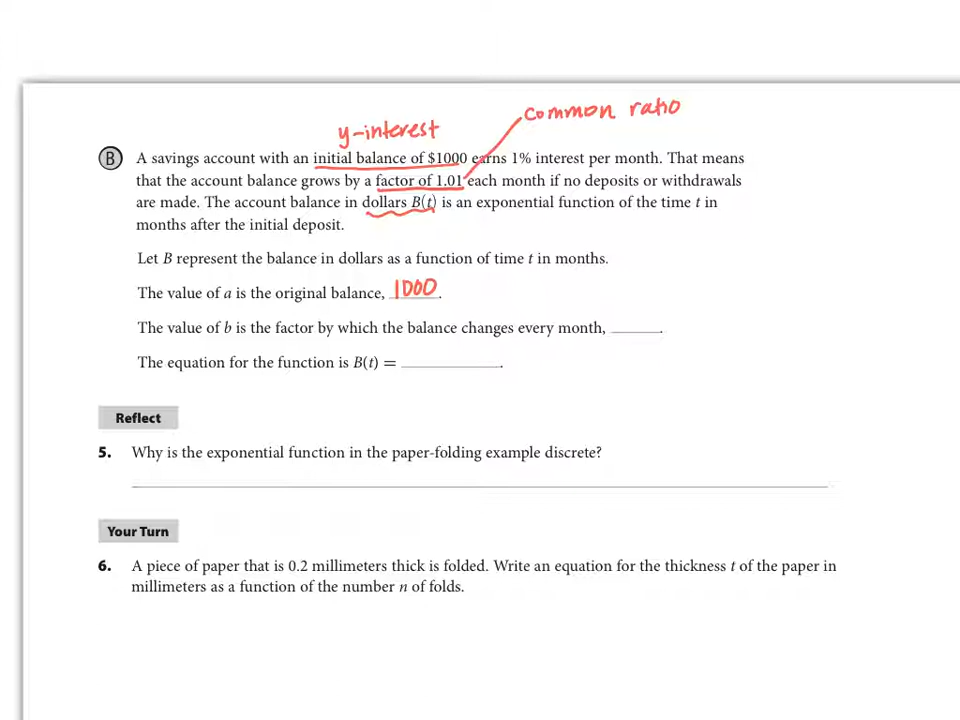 common ratio
y-interest
B A savings account with an initial balance of $1000 earns 1% interest per month. That means
that the account balance grows by a factor of 1.01 each month if no deposits or withdrawals
are made. The account balance in dollars B(t) is an exponential function of the time t in
months after the initial deposit.
Let B represent the balance in dollars as a function of time t in months.
The value of a is the original balance, 1000.
The value of b is the factor by which the balance changes every month, ______.
The equation for the function is B(t) = ____________.
Reflect
5. Why is the exponential function in the paper-folding example discrete?
Your Turn
6. A piece of paper that is 0.2 millimeters thick is folded. Write an equation for the thickness t of the paper in
millimeters as a function of the number n of folds.